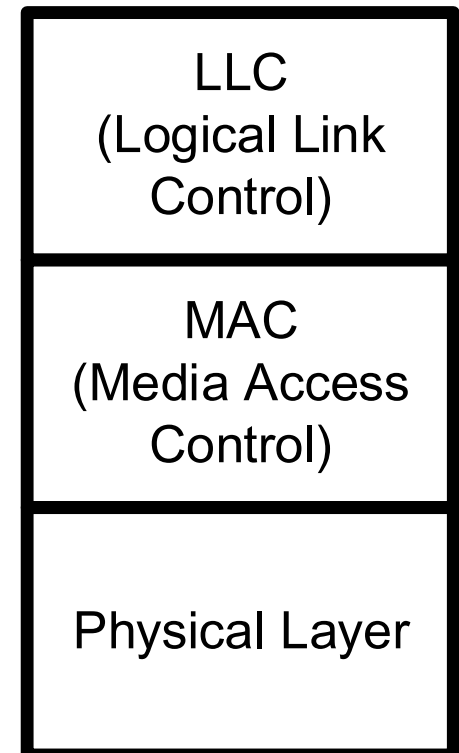 LLC
(Logical Link
Control)
MAC
(Media Access
Control)
Physical Layer